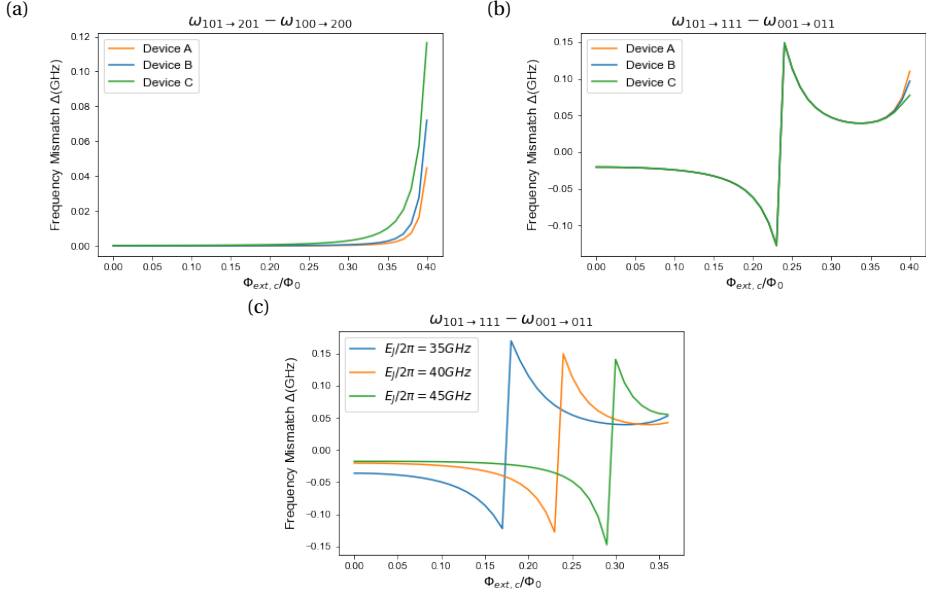 (a)
ω101→201 − ω100→200
Frequency Mismatch Δ(GHz)
0.12
0.10
0.08
0.06
0.04
0.02
0.00
Device A
Device B
Device C
0.00 0.05 0.10 0.15 0.20 0.25 0.30 0.35 0.40
Φext, c/Φ0
(b)
ω101→111 − ω001→011
Frequency Mismatch Δ(GHz)
0.15
0.10
0.05
0.00
−0.05
−0.10
Device A
Device B
Device C
0.00 0.05 0.10 0.15 0.20 0.25 0.30 0.35 0.40
Φext, c/Φ0
(c)
ω101→111 − ω001→011
Frequency Mismatch Δ(GHz)
0.15
0.10
0.05
0.00
−0.05
−0.10
−0.15
EJ/2π = 35GHz
EJ/2π = 40GHz
EJ/2π = 45GHz
0.00 0.05 0.10 0.15 0.20 0.25 0.30 0.35
Φext, c/Φ0